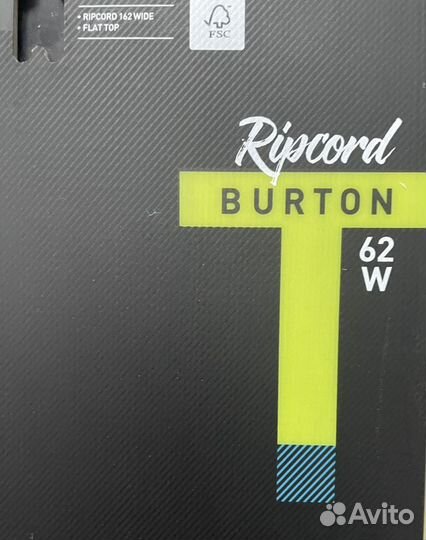 • RIPCORD 162 WIDE
• FLAT TOP
FSC
Ripcord
BURTON
62
W
Avito